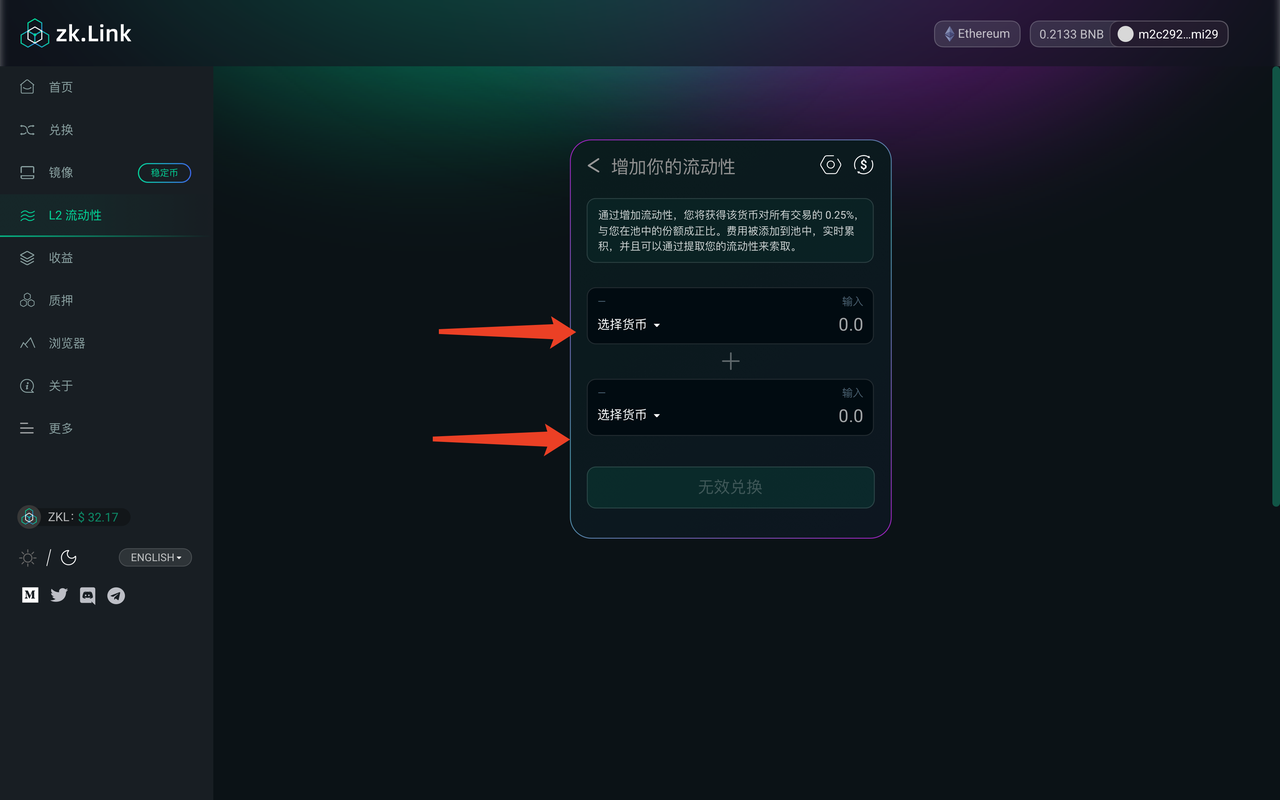 zk.Link
Ethereum
0.2133 BNB
m2c292...mi29
首页
兑换
镜像
稳定币
L2 流动性
收益
质押
浏览器
关于
更多
ZKL: $ 32.17
/
ENGLISH
M
增加你的流动性
$
通过增加流动性，您将获得该货币对所有交易的 0.25%，
与您在池中的份额成正比。费用被添加到池中，实时累
积，并且可以通过提取您的流动性来索取。
– 输入
选择货币 0.0
+
– 输入
选择货币 0.0
无效兑换